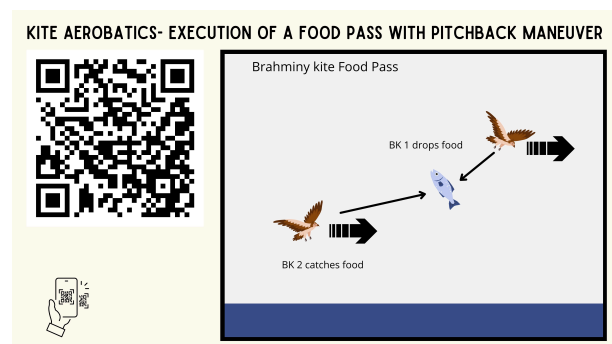 KITE AEROBATICS- EXECUTION OF A FOOD PASS WITH PITCHBACK MANEUVER
Brahminy kite Food Pass
BK 1 drops food
BK 2 catches food